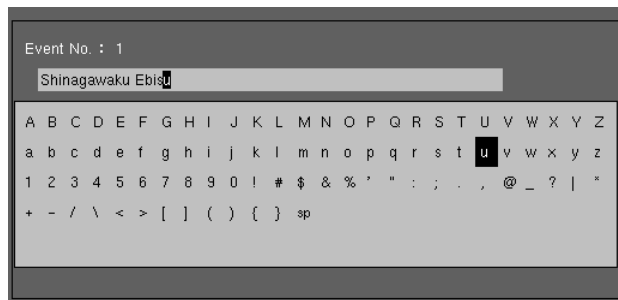 Event No. : 1
Shinagawaku Ebisu
A B C D E F G H I J K L M N O P Q R S T U V W X Y Z
a b c d e f g h i j k l m n o p q r s t u v w x y z
1 2 3 4 5 6 7 8 9 0 ! # $ & % ' " : ; . , @ _ ? | *
+ - / \ < > [ ] ( ) { } sp